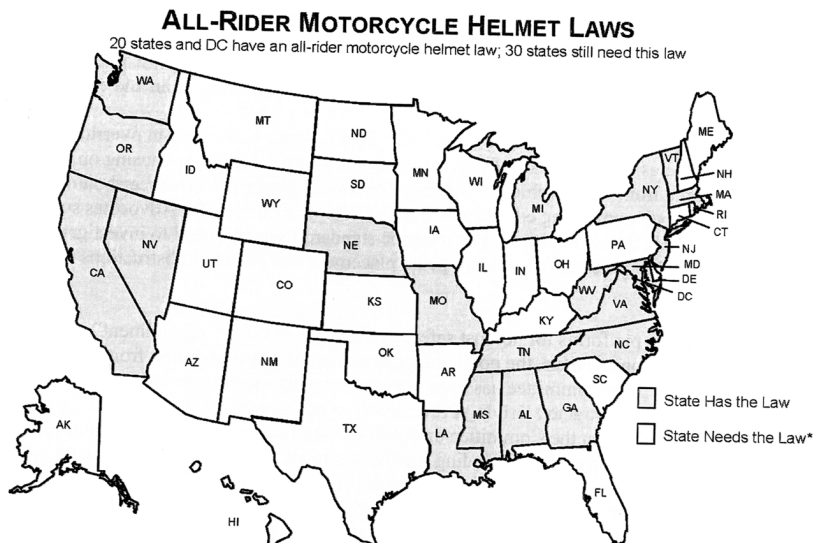 ALL-RIDER MOTORCYCLE HELMET LAWS
20 states and DC have an all-rider motorcycle helmet law; 30 states still need this law
WA
MT
ND
MN
ME
OR
ID
SD
WI
MI
VT
NY
NH
MA
RI
CT
WY
NE
IA
PA
NJ
MD
DE
DC
NV
UT
CO
IL
IN
OH
WV
VA
CA
KS
MO
KY
AZ
NM
OK
AR
TN
NC
SC
MS
AL
GA
State Has the Law
State Needs the Law*
AK
TX
LA
FL
HI